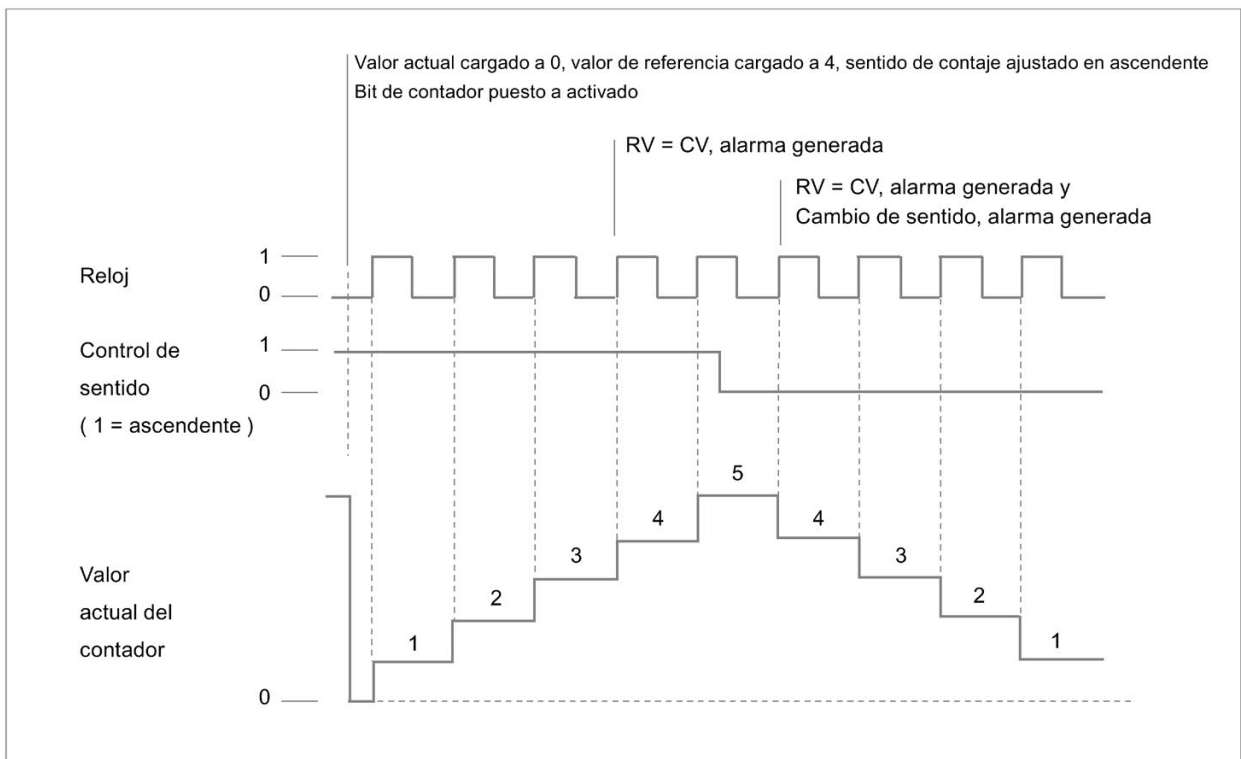 Valor actual cargado a 0, valor de referencia cargado a 4, sentido de contaje ajustado en ascendente
Bit de contador puesto a activado
RV = CV, alarma generada
RV = CV, alarma generada y
Cambio de sentido, alarma generada
Reloj
1
0
Control de
sentido
( 1 = ascendente )
1
0
Valor
actual del
contador
0
1
2
3
4
5
4
3
2
1